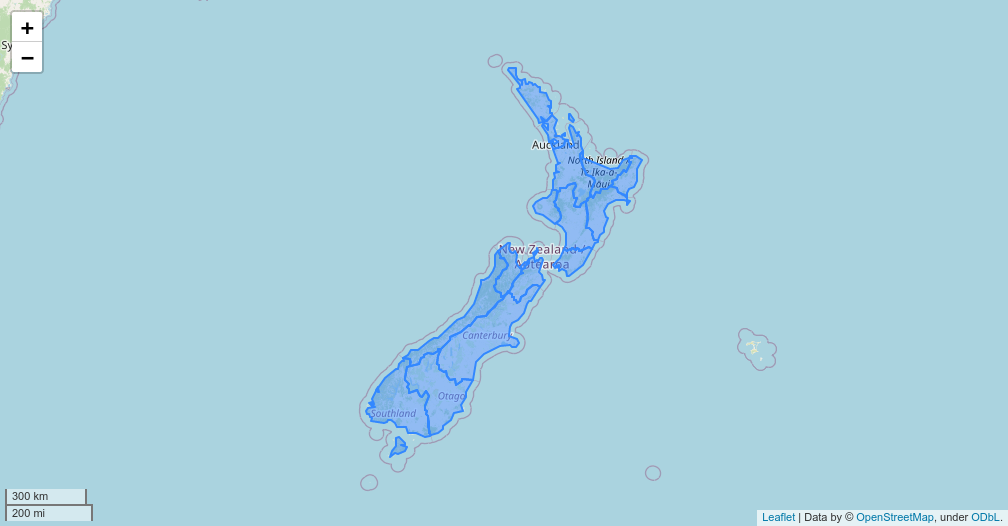 +
Sy
−
Auckland
North Island /
Te Ika-a-
Māui
New Zealand /
Aotearoa
Canterbury
Otago
Southland
300 km
200 mi
Leaflet | Data by © OpenStreetMap, under ODbL.